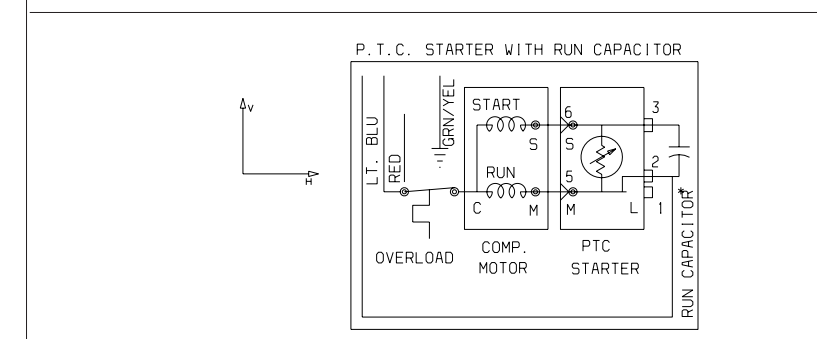 P.T.C. STARTER WITH RUN CAPACITOR
V
H
LT. BLU
RED
GRN/YEL
START
S
RUN
C
M
6
S
5
M
L
3
2
1
RUN CAPACITOR*
OVERLOAD
COMP.
MOTOR
PTC
STARTER